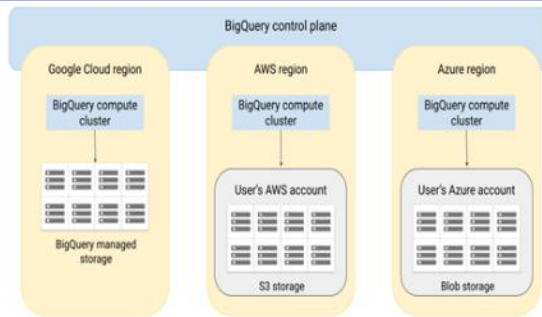 BigQuery control plane
Google Cloud region
BigQuery compute
cluster
BigQuery managed
storage
AWS region
BigQuery compute
cluster
User's AWS account
S3 storage
Azure region
BigQuery compute
cluster
User's Azure account
Blob storage